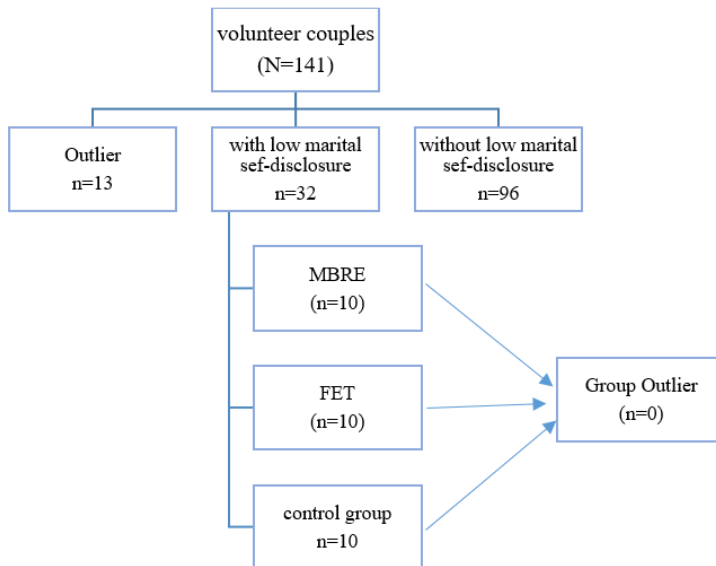 volunteer couples
(N=141)
Outlier
n=13
with low marital
sef-disclosure
n=32
without low marital
sef-disclosure
n=96
MBRE
(n=10)
FET
(n=10)
control group
n=10
Group Outlier
(n=0)